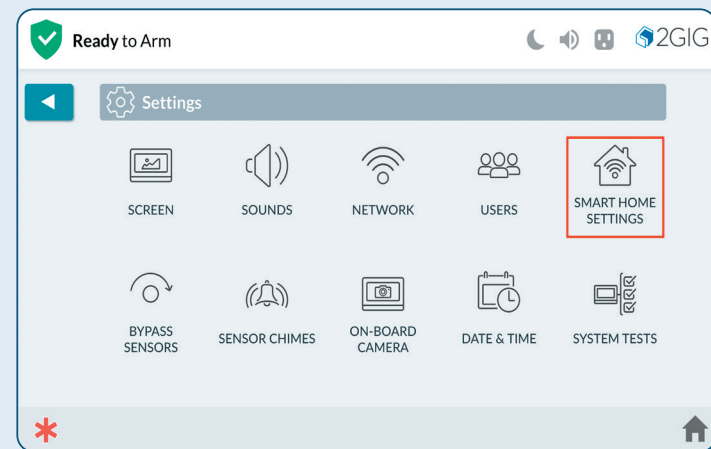 Ready to Arm
2GIG
Settings
SCREEN
SOUNDS
NETWORK
USERS
SMART HOME
SETTINGS
BYPASS
SENSORS
SENSOR CHIMES
ON-BOARD
CAMERA
DATE & TIME
SYSTEM TESTS